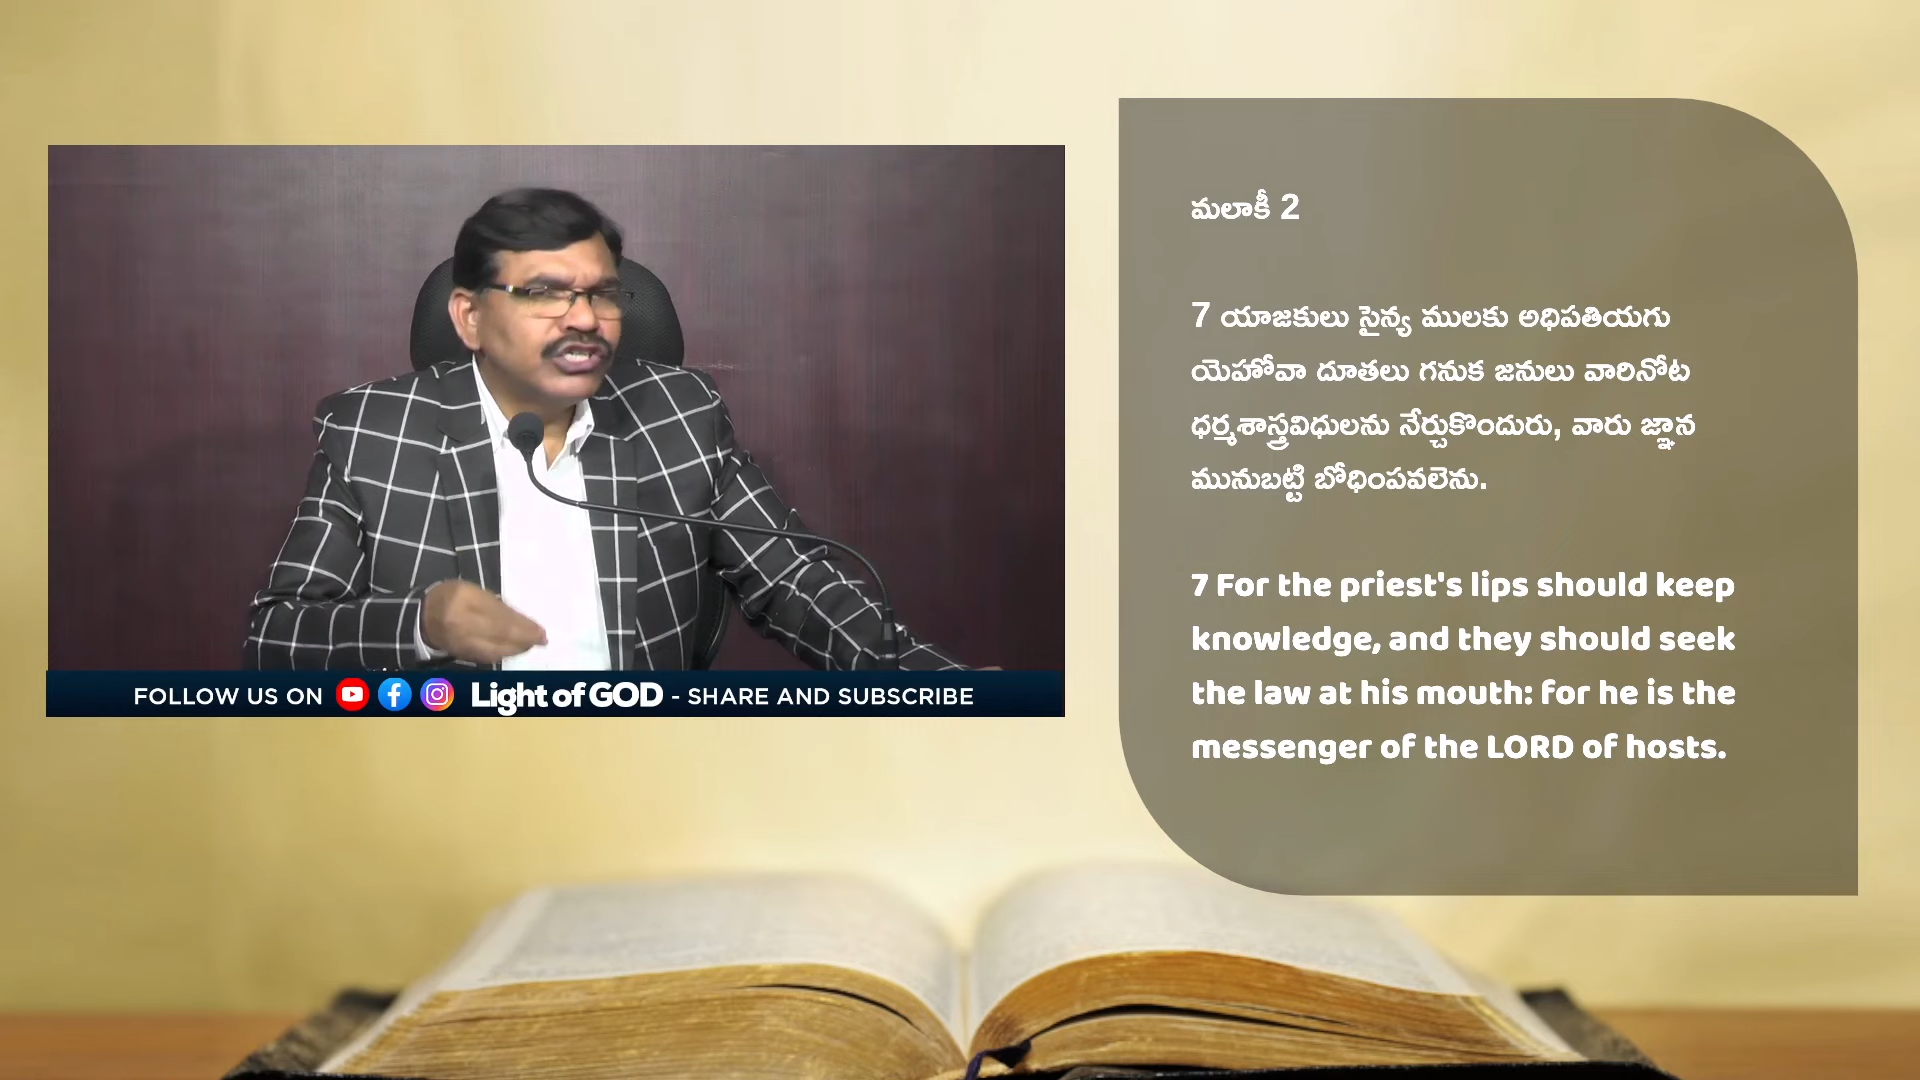 మలాకీ 2
7 యాజకులు సైన్య ములకు అధిపతియగు
యెహోవా దూతలు గనుక జనులు వారినోట
ధర్మశాస్త్రవిధులను నేర్చుకొందురు, వారు జ్ఞాన
మునుబట్టి బోధింపవలెను.
7 For the priest's lips should keep
knowledge, and they should seek
the law at his mouth: for he is the
messenger of the LORD of hosts.
FOLLOW US ON Light of GOD - SHARE AND SUBSCRIBE